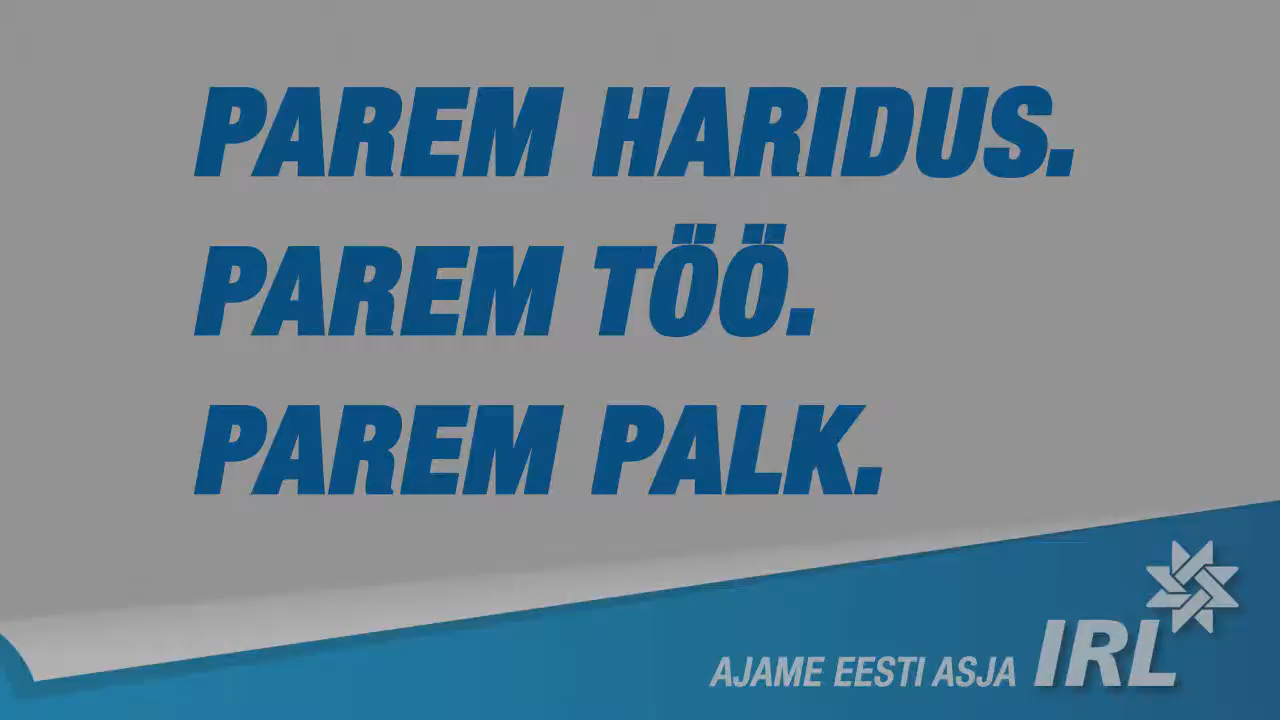 PAREM HARIDUS.
PAREM TÖÖ.
PAREM PALK.
AJAME EESTI ASJA IRL